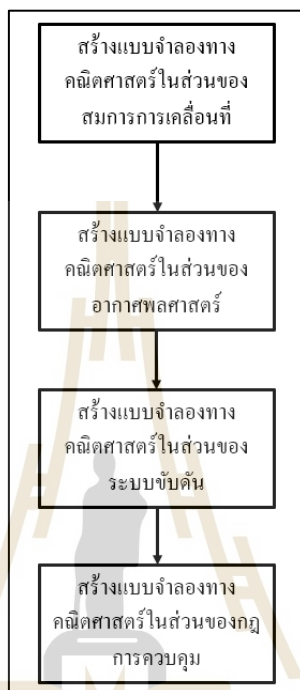 สร้างแบบจำลองทาง
คณิตศาสตร์ในส่วนของ
สมการการเคลื่อนที่
สร้างแบบจำลองทาง
คณิตศาสตร์ในส่วนของ
อากาศพลศาสตร์
สร้างแบบจำลองทาง
คณิตศาสตร์ในส่วนของ
ระบบขับดัน
สร้างแบบจำลองทาง
คณิตศาสตร์ในส่วนของกฎ
การควบคุม